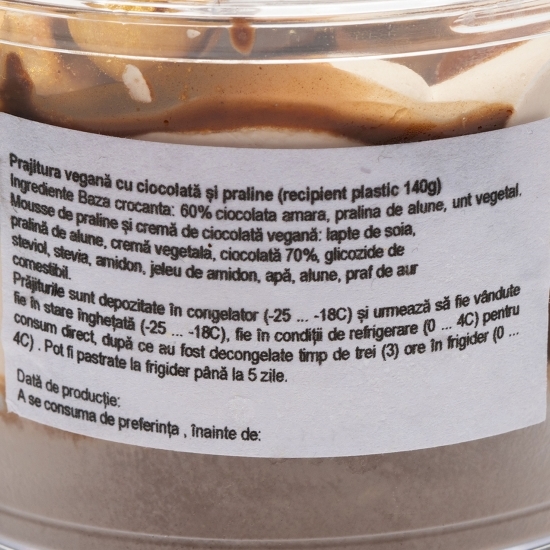 Prajitura vegană cu ciocolată și praline (recipient plastic 140g)
Ingrediente Baza crocanta: 60% ciocolata amara, pralina de alune, unt vegetal.
Mousse de praline și cremă de ciocolată vegană: lapte de soia,
pralină de alune, cremă vegetală, ciocolată 70%, glicozide de
steviol, stevia, amidon, jeleu de amidon, apă, alune, praf de aur
comestibil.
Prăjiturile sunt depozitate în congelator (-25 ... -18C) și urmează să fie vândute
fie în stare înghețată (-25 ... -18C), fie în condiții de refrigerare (0 ... 4C) pentru
consum direct, după ce au fost decongelate timp de trei (3) ore în frigider (0 ...
4C) . Pot fi pastrate la frigider până la 5 zile.
Dată de producție:
A se consuma de preferința , înainte de: